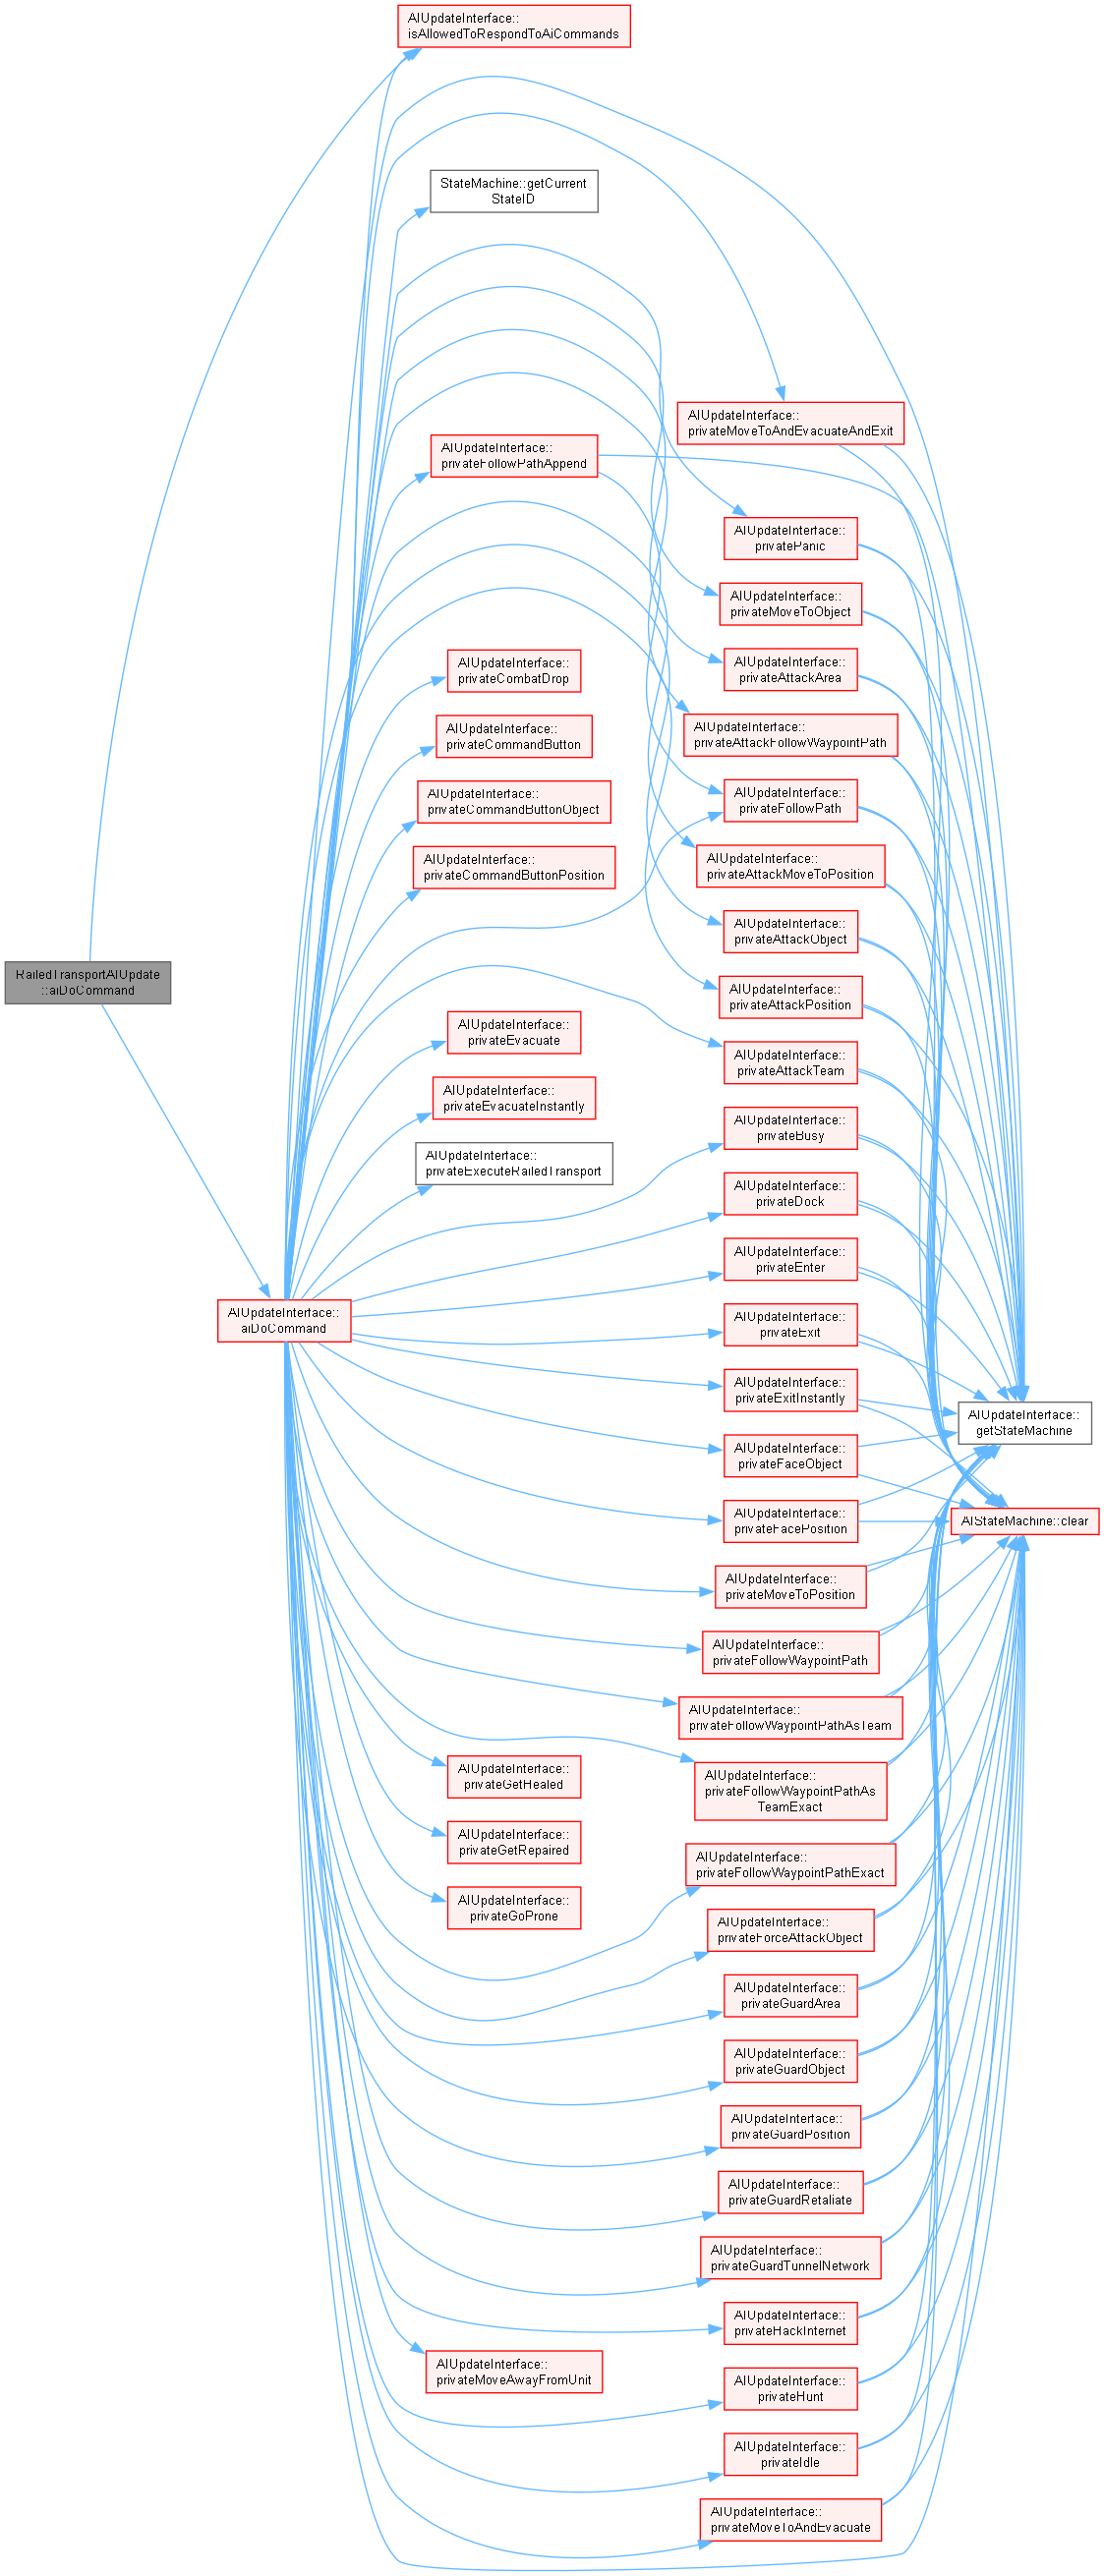 AIUpdateInterface::
isAllowedToRespondToAiCommands
StateMachine::getCurrent
StateID
AIUpdateInterface::
privateMoveToAndEvacuateAndExit
AIUpdateInterface::
privateFollowPathAppend
AIUpdateInterface::
privatePanic
AIUpdateInterface::
privateMoveToObject
AIUpdateInterface::
privateCombatDrop
AIUpdateInterface::
privateAttackArea
AIUpdateInterface::
privateCommandButton
AIUpdateInterface::
privateAttackFollowWaypointPath
AIUpdateInterface::
privateCommandButtonObject
AIUpdateInterface::
privateFollowPath
AIUpdateInterface::
privateCommandButtonPosition
AIUpdateInterface::
privateAttackMoveToPosition
AIUpdateInterface::
privateAttackObject
RailedTransportAIUpdate
::aiDoCommand
AIUpdateInterface::
privateAttackPosition
AIUpdateInterface::
privateEvacuate
AIUpdateInterface::
privateAttackTeam
AIUpdateInterface::
privateEvacuateInstantly
AIUpdateInterface::
privateBusy
AIUpdateInterface::
privateExecuteRailedTransport
AIUpdateInterface::
privateDock
AIUpdateInterface::
privateEnter
AIUpdateInterface::
aiDoCommand
AIUpdateInterface::
privateExit
AIUpdateInterface::
privateExitInstantly
AIUpdateInterface::
getStateMachine
AIUpdateInterface::
privateFaceObject
AIUpdateInterface::
privateFacePosition
AIStateMachine::clear
AIUpdateInterface::
privateMoveToPosition
AIUpdateInterface::
privateFollowWaypointPath
AIUpdateInterface::
privateFollowWaypointPathAsTeam
AIUpdateInterface::
privateGetHealed
AIUpdateInterface::
privateFollowWaypointPathAs
TeamExact
AIUpdateInterface::
privateGetRepaired
AIUpdateInterface::
privateFollowWaypointPathExact
AIUpdateInterface::
privateGoProne
AIUpdateInterface::
privateForceAttackObject
AIUpdateInterface::
privateGuardArea
AIUpdateInterface::
privateGuardObject
AIUpdateInterface::
privateGuardPosition
AIUpdateInterface::
privateGuardRetaliate
AIUpdateInterface::
privateGuardTunnelNetwork
AIUpdateInterface::
privateHackInternet
AIUpdateInterface::
privateMoveAwayFromUnit
AIUpdateInterface::
privateHunt
AIUpdateInterface::
privateIdle
AIUpdateInterface::
privateMoveToAndEvacuate